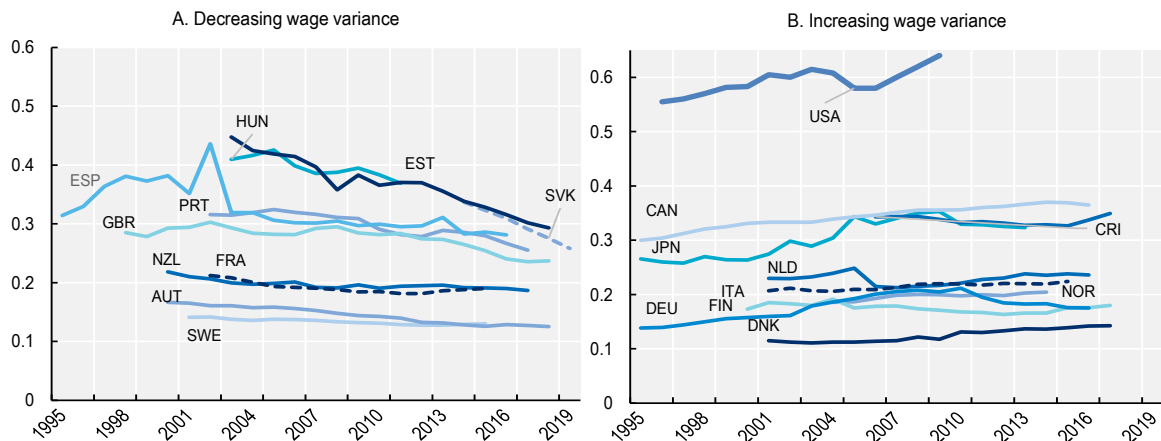 A. Decreasing wage variance
0.6
0.5
0.4
0.3
0.2
0.1
0
HUN
EST
ESP
SVK
PRT
GBR
NZL
FRA
AUT
SWE
1995
1998
2001
2004
2007
2010
2013
2016
2019
B. Increasing wage variance
0.6
0.5
0.4
0.3
0.2
0.1
0
USA
CAN
CRI
JPN
NLD
ITA
NOR
DEU
FIN
DNK
1995
1998
2001
2004
2007
2010
2013
2016
2019